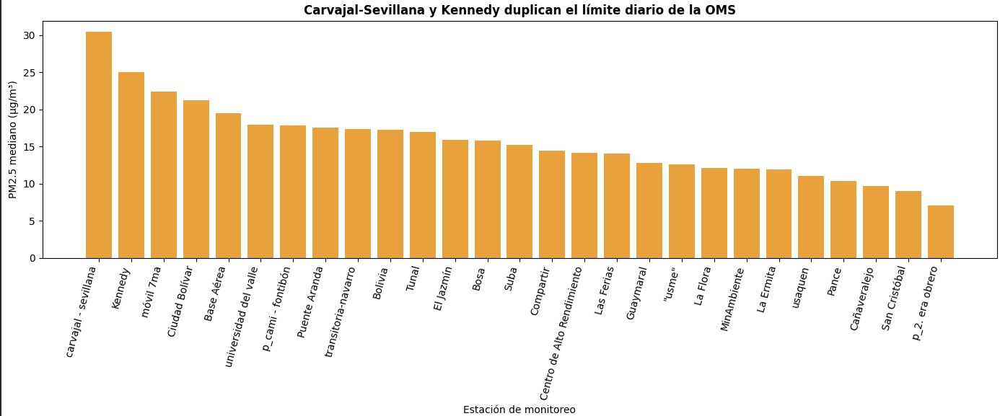 Carvajal-Sevillana y Kennedy duplican el límite diario de la OMS
PM2.5 mediano (µg/m³)
30
25
20
15
10
5
0
carvajal - sevillana
Kennedy
móvil 7ma
Ciudad Bolívar
Base Aérea
universidad del valle
p_cami - fontibón
Puente Aranda
transitoria-navarro
Bolivia
Tunal
El Jazmín
Bosa
Suba
Compartir
Centro de Alto Rendimiento
Las Ferias
Guaymaral
"usme"
La Flora
MinAmbiente
La Ermita
usaquen
Pance
Cañaveralejo
San Cristóbal
p_2. era obrero
Estación de monitoreo